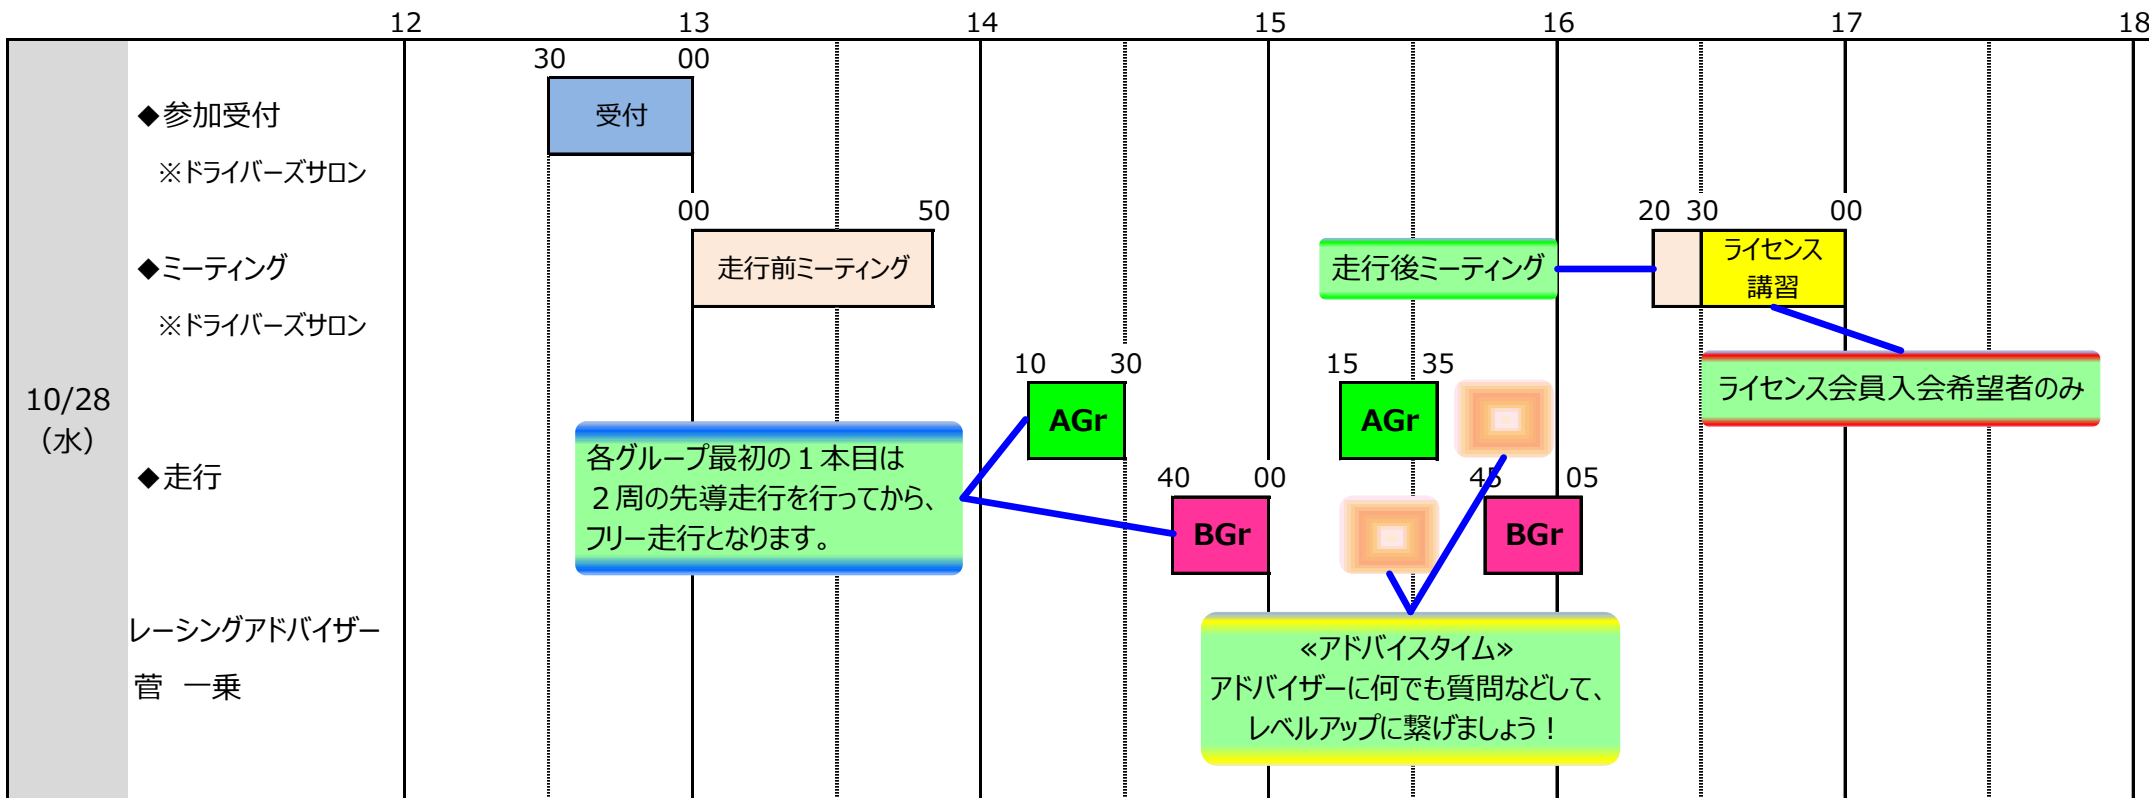 12 13 14 15 16 17 18
30 00
◆参加受付
受付
※ドライバーズサロン
00 50 20 30 00
◆ミーティング
走行前ミーティング
走行後ミーティング
ライセンス
講習
※ドライバーズサロン
10 30 15 35
ライセンス会員入会希望者のみ
10/28
（水）
AGr AGr
各グループ最初の１本目は
２周の先導走行を行ってから、
フリー走行となります。
◆走行
40 00 45 05
BGr BGr
レーシングアドバイザー
菅　一乗
≪アドバイスタイム≫
アドバイザーに何でも質問などして、
レベルアップに繋げましょう！